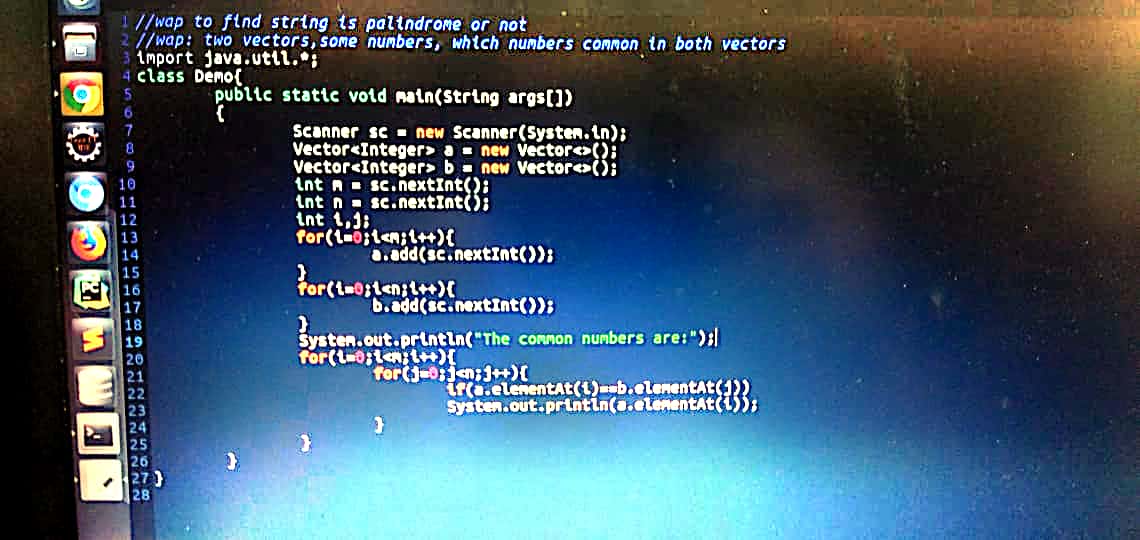 1 //wap to find string is palindrome or not
2 //wap: two vectors,some numbers, which numbers common in both vectors
3 import java.util.*;
4 class Demo{
5 public static void main(String args[])
6 {
7 Scanner sc = new Scanner(System.in);
8 Vector<Integer> a = new Vector<>();
9 Vector<Integer> b = new Vector<>();
10 int m = sc.nextInt();
11 int n = sc.nextInt();
12 int i,j;
13 for(i=0;i<m;i++){
14 a.add(sc.nextInt());
15 }
16 for(i=0;i<n;i++){
17 b.add(sc.nextInt());
18 }
19 System.out.println("The common numbers are:");
20 for(i=0;i<m;i++){
21 for(j=0;j<n;j++){
22 if(a.elementAt(i)==b.elementAt(j))
23 System.out.println(a.elementAt(i));
24 }
25 }
26 }
27 }
28